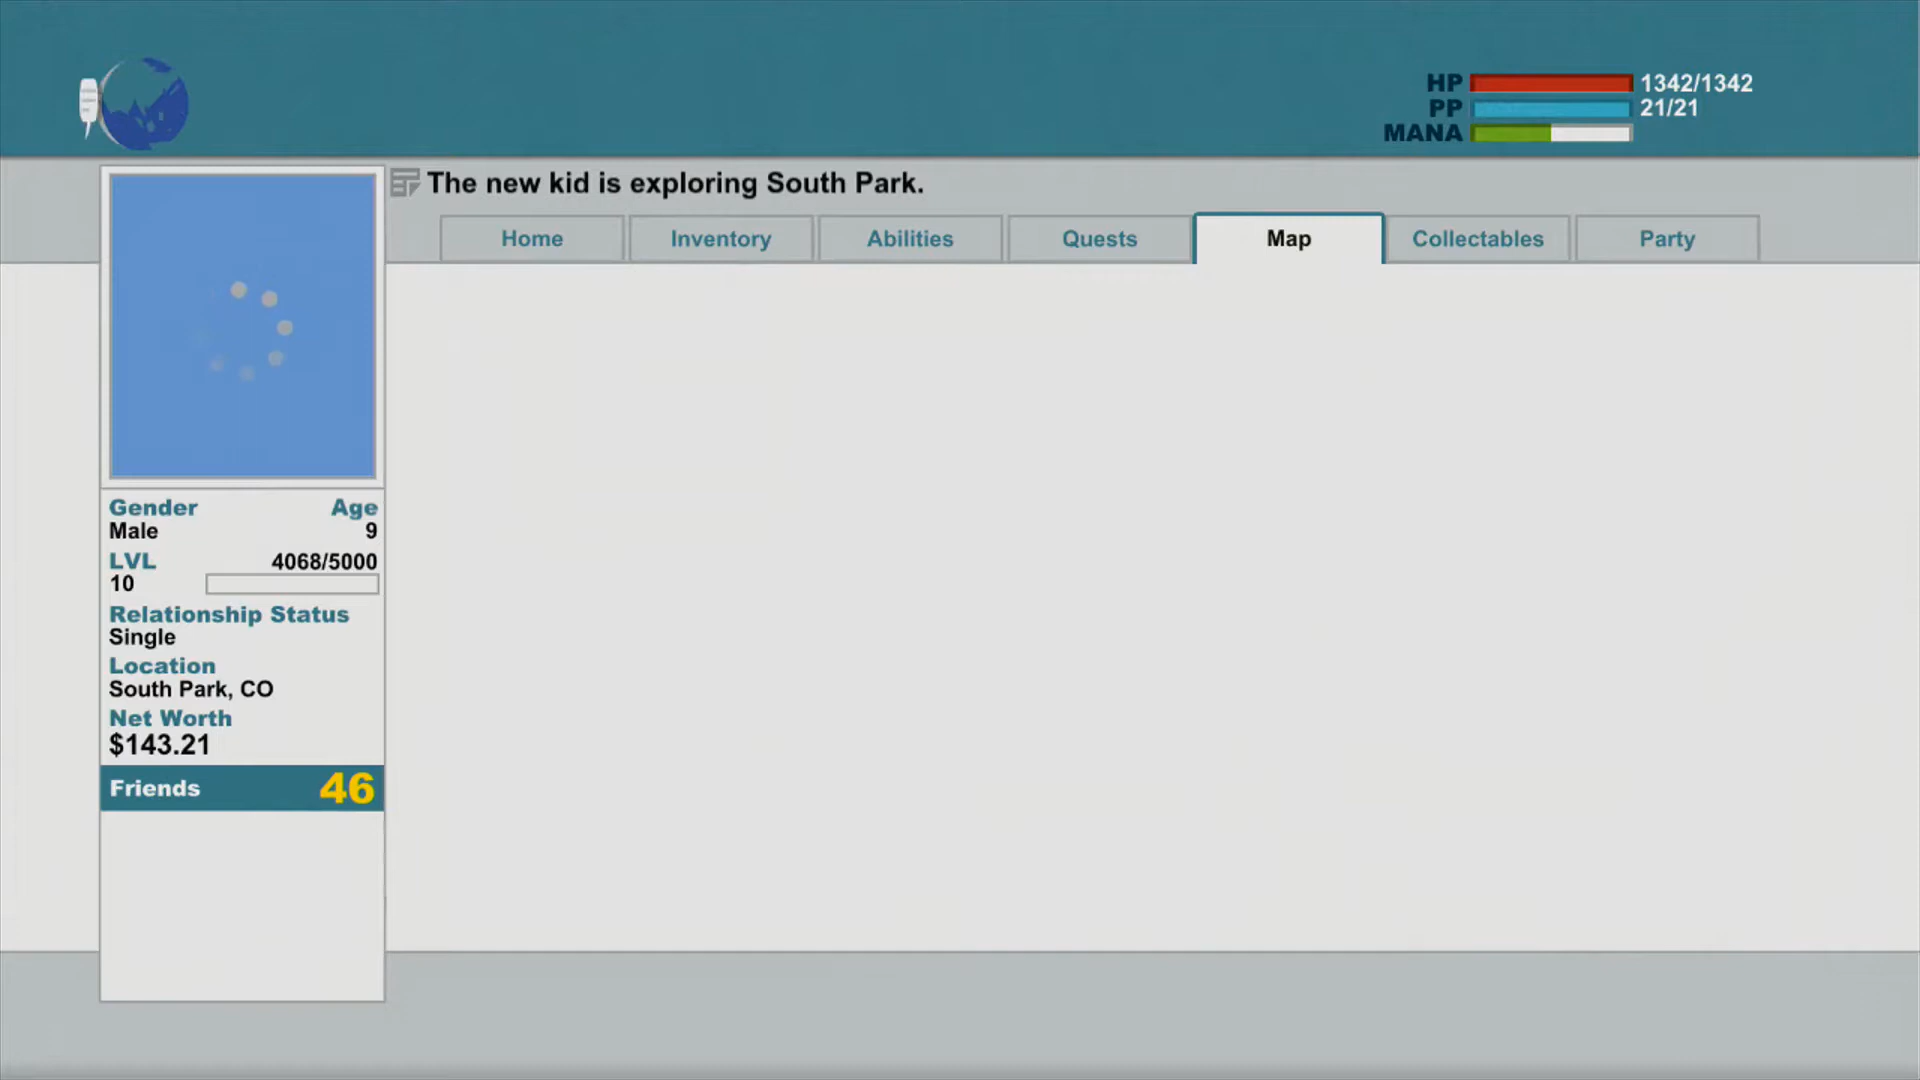 HP 1342/1342
PP 21/21
MANA
The new kid is exploring South Park.
Home Inventory Abilities Quests Map Collectables Party
Gender Age
Male 9
LVL 4068/5000
10
Relationship Status
Single
Location
South Park, CO
Net Worth
$143.21
Friends 46